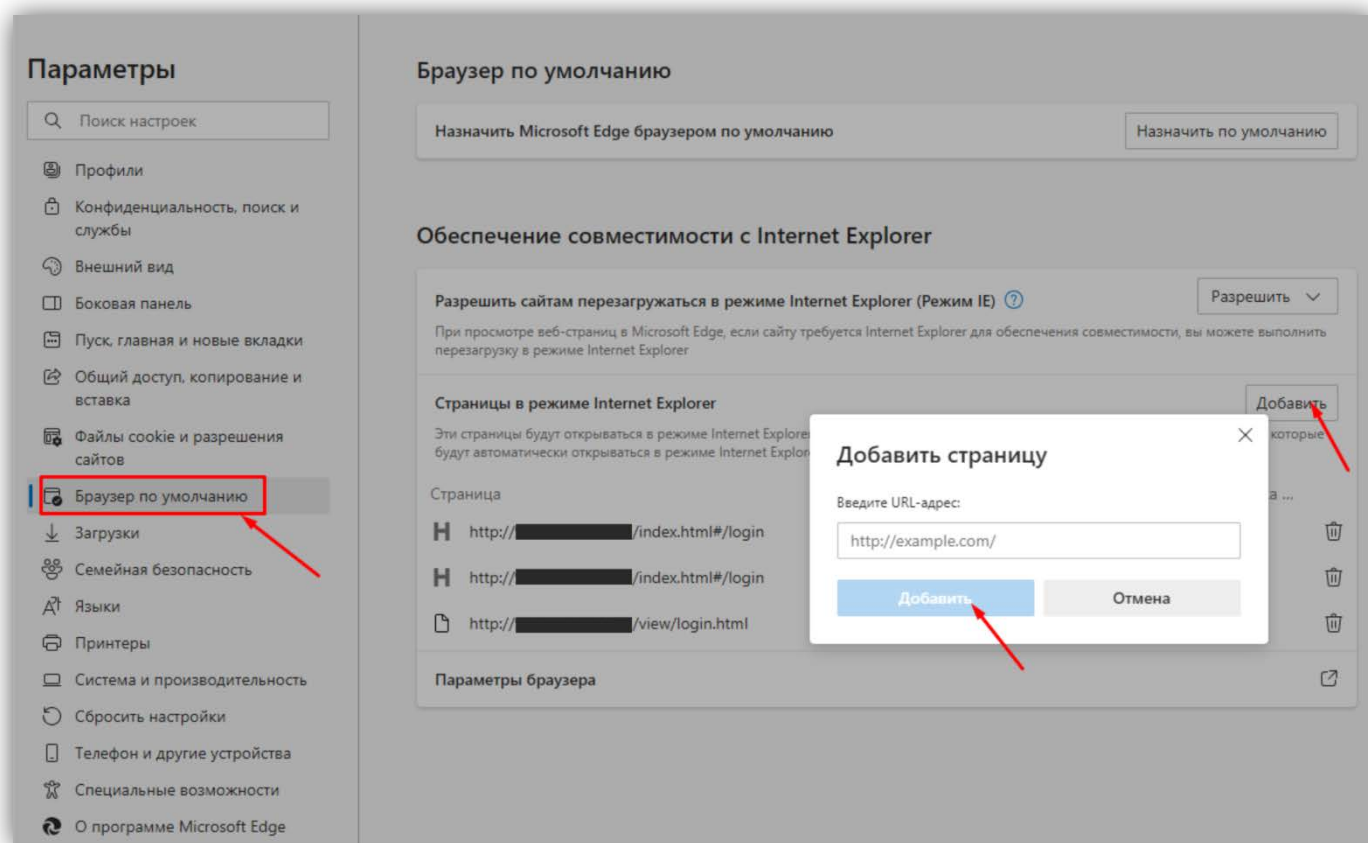 Параметры
Поиск настроек
Профили
Конфиденциальность, поиск и
службы
Внешний вид
Боковая панель
Пуск, главная и новые вкладки
Общий доступ, копирование и
вставка
Файлы cookie и разрешения
сайтов
Браузер по умолчанию
Загрузки
Семейная безопасность
Языки
Принтеры
Система и производительность
Сбросить настройки
Телефон и другие устройства
Специальные возможности
О программе Microsoft Edge
Браузер по умолчанию
Назначить Microsoft Edge браузером по умолчанию
Назначить по умолчанию
Обеспечение совместимости с Internet Explorer
Разрешить сайтам перезагружаться в режиме Internet Explorer (Режим IE)
Разрешить
При просмотре веб-страниц в Microsoft Edge, если сайту требуется Internet Explorer для обеспечения совместимости, вы можете выполнить
перезагрузку в режиме Internet Explorer
Страницы в режиме Internet Explorer
Добавить
Эти страницы будут открываться в режиме Internet Explore которые
будут автоматически открываться в режиме Internet Explor
Страница
http:// /index.html#/login
http:// /index.html#/login
http:// /view/login.html
Параметры браузера
Добавить страницу
Введите URL-адрес:
http://example.com/
Добавить
Отмена